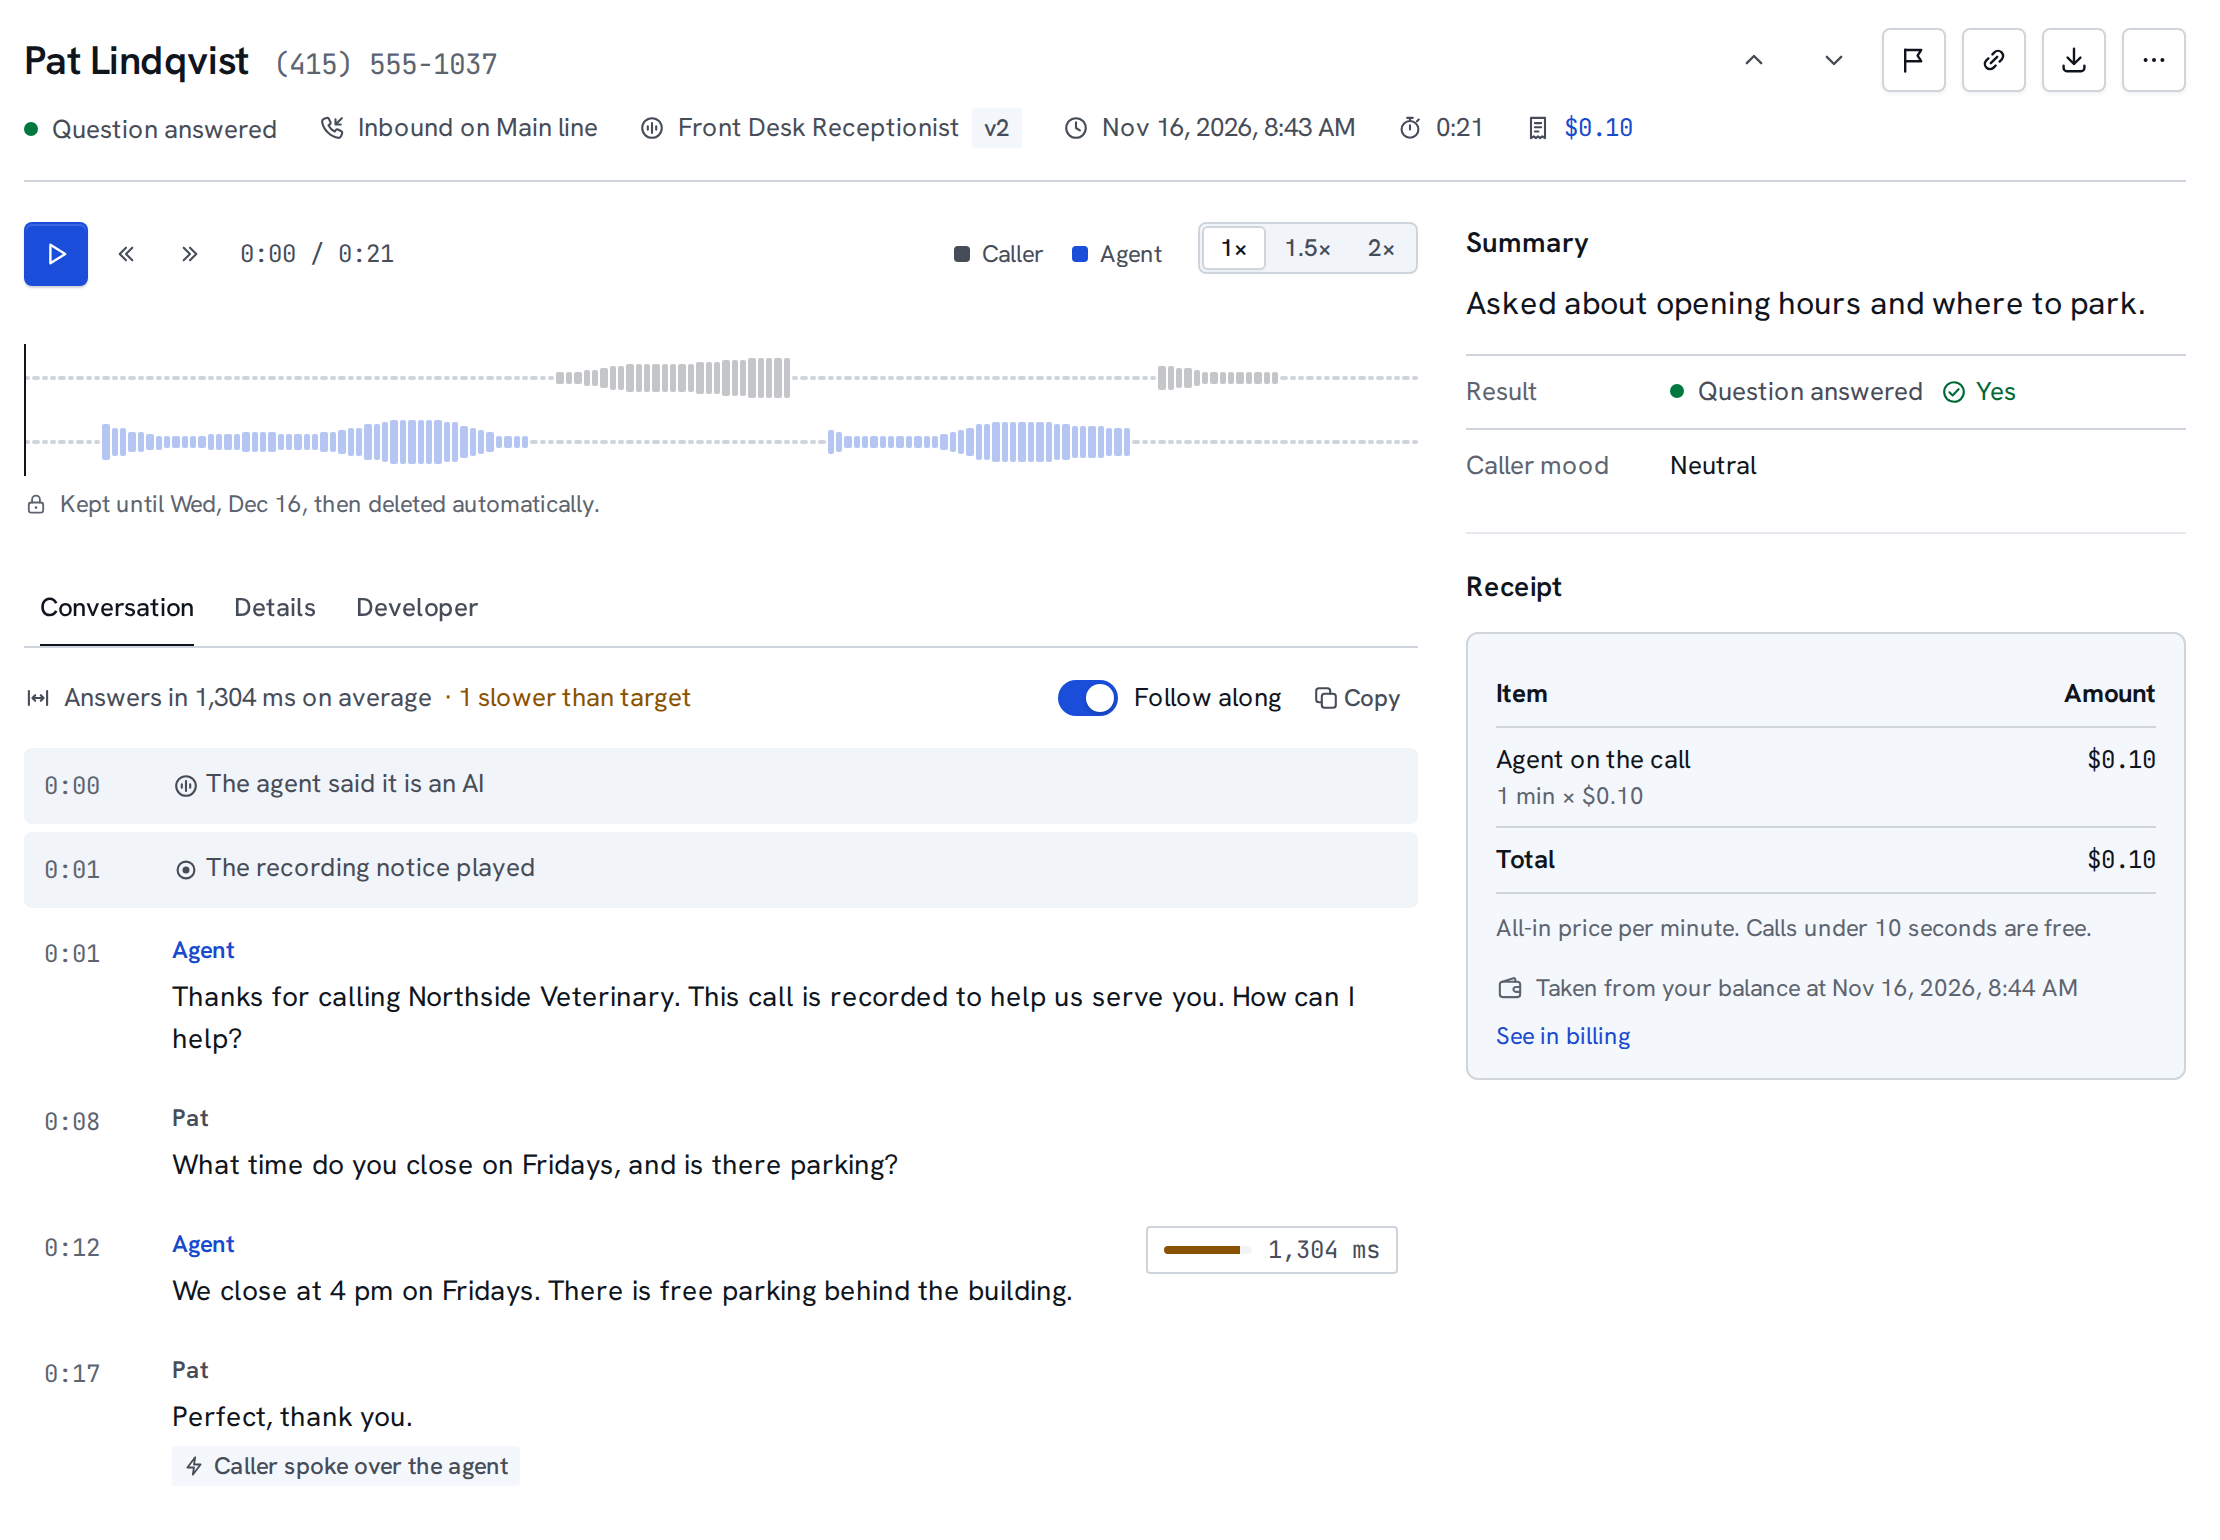 Pat Lindqvist (415) 555-1037
Question answered Inbound on Main line Front Desk Receptionist v2 Nov 16, 2026, 8:43 AM 0:21 $0.10
0:00 / 0:21 Caller Agent 1× 1.5× 2×
Kept until Wed, Dec 16, then deleted automatically.
Conversation Details Developer
Answers in 1,304 ms on average · 1 slower than target Follow along Copy
0:00 The agent said it is an AI
0:01 The recording notice played
0:01 Agent
Thanks for calling Northside Veterinary. This call is recorded to help us serve you. How can I
help?
0:08 Pat
What time do you close on Fridays, and is there parking?
0:12 Agent 1,304 ms
We close at 4 pm on Fridays. There is free parking behind the building.
0:17 Pat
Perfect, thank you.
Caller spoke over the agent
Summary
Asked about opening hours and where to park.
Result Question answered Yes
Caller mood Neutral
Receipt
Item Amount
Agent on the call $0.10
1 min × $0.10
Total $0.10
All-in price per minute. Calls under 10 seconds are free.
Taken from your balance at Nov 16, 2026, 8:44 AM
See in billing